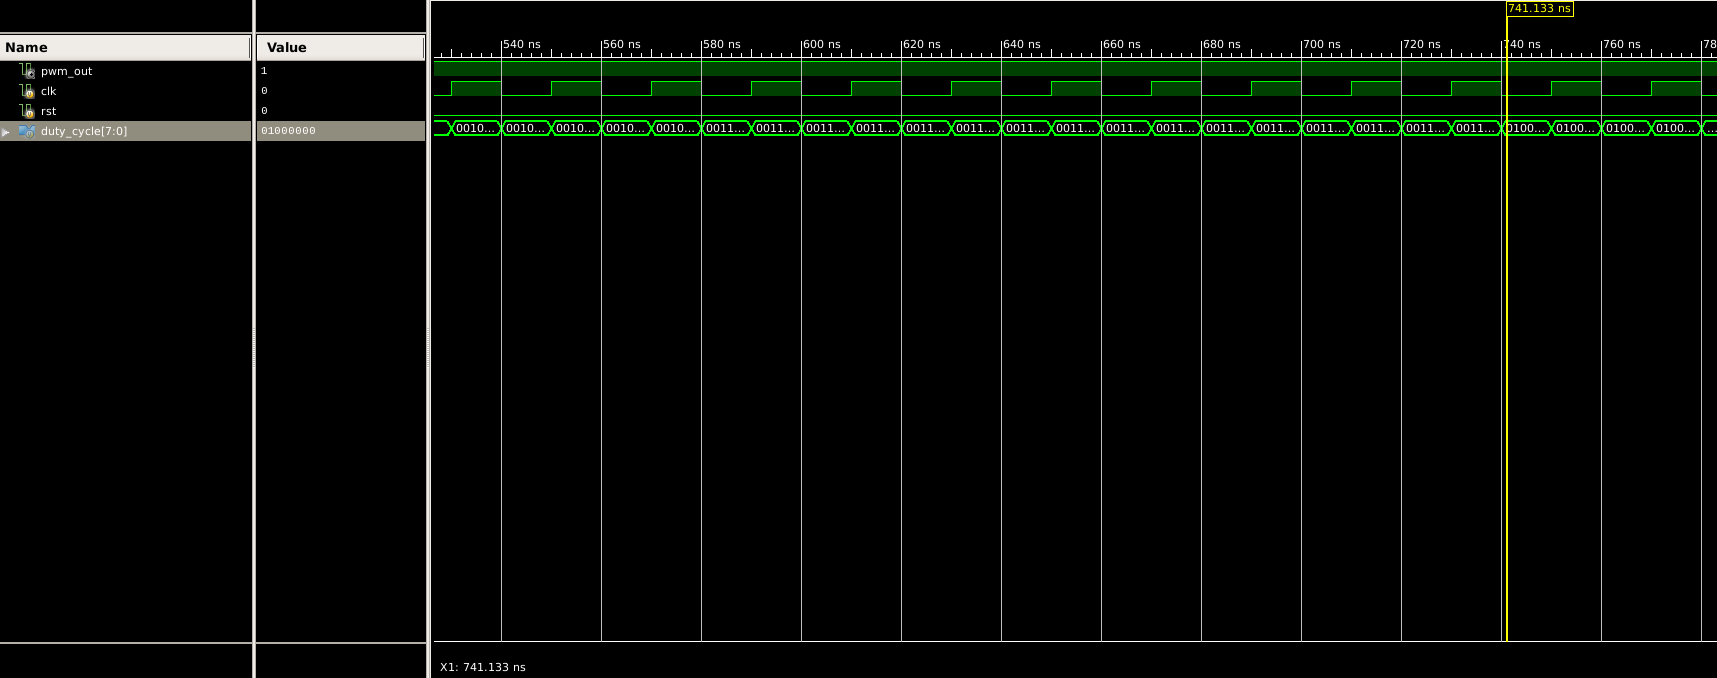 741.133 ns
Name Value
540 ns 560 ns 580 ns 600 ns 620 ns 640 ns 660 ns 680 ns 700 ns 720 ns 740 ns 760 ns 78
pwm_out 1
clk 0
rst 0
duty_cycle[7:0] 01000000 0010... 0010... 0010... 0010... 0010... 0011... 0011... 0011... 0011... 0011... 0011... 0011... 0011... 0011... 0011... 0011... 0011... 0011... 0011... 0011... 0011... 0100... 0100... 0100... 0100... ...
X1: 741.133 ns